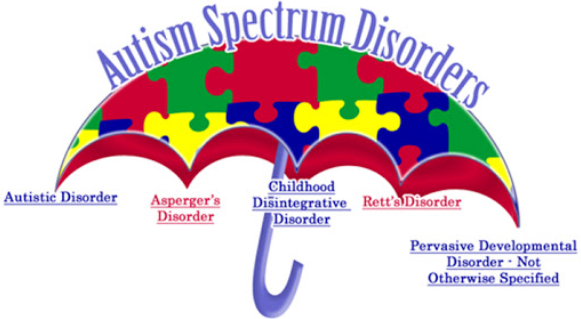 Autism Spectrum Disorders
Autistic Disorder
Asperger's
Disorder
Childhood
Disintegrative
Disorder
Rett's Disorder
Pervasive Developmental
Disorder - Not
Otherwise Specified